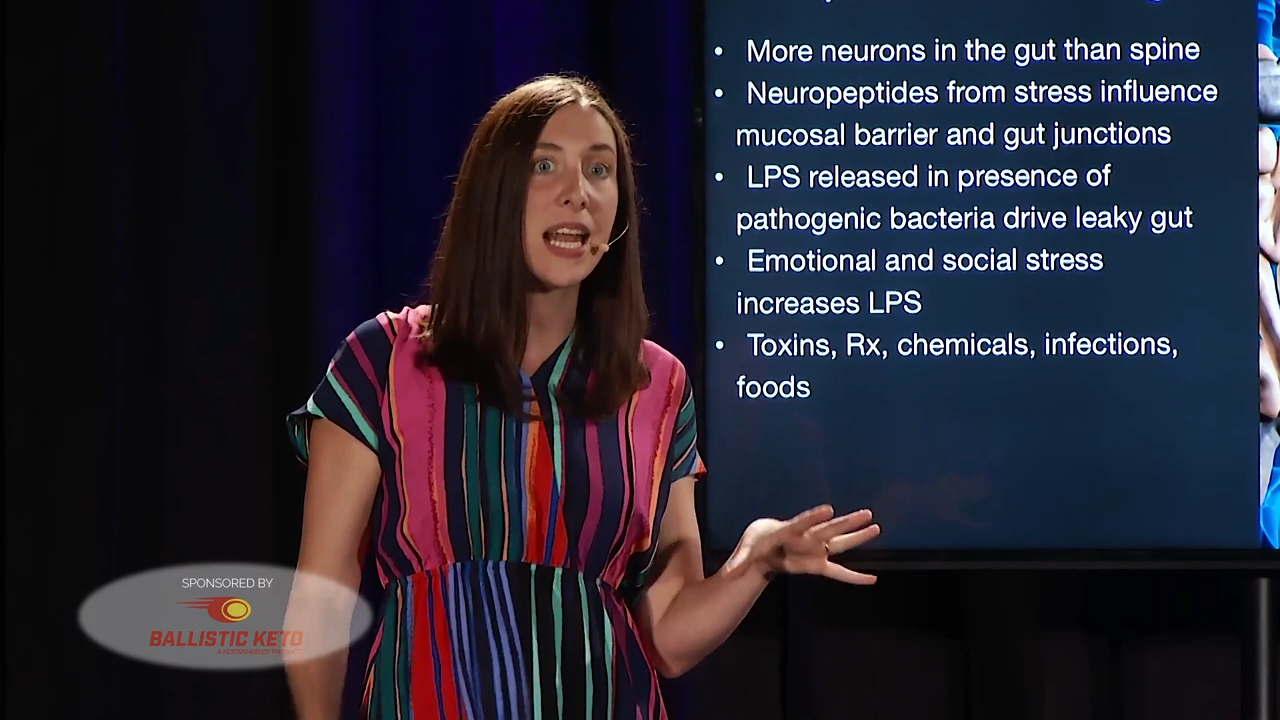 • More neurons in the gut than spine
• Neuropeptides from stress influence
mucosal barrier and gut junctions
• LPS released in presence of
pathogenic bacteria drive leaky gut
• Emotional and social stress
increases LPS
• Toxins, Rx, chemicals, infections,
foods
SPONSORED BY
BALLISTIC KETO